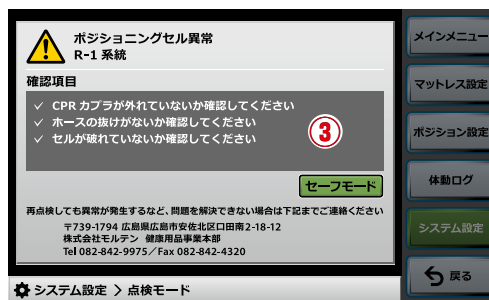 ポジショニングセル異常
R-1 系統
確認項目
✓ CPR カプラが外れていないか確認してください
✓ ホースの抜けがないか確認してください
✓ セルが破れていないか確認してください
③
セーフモード
再点検しても異常が発生するなど、問題を解決できない場合は下記までご連絡ください
〒739-1794 広島県広島市安佐北区口田南2-18-12
株式会社モルテン 健康用品事業本部
Tel 082-842-9975／Fax 082-842-4320
システム設定 〉 点検モード
メインメニュー
マットレス設定
ポジション設定
体動ログ
システム設定
戻る